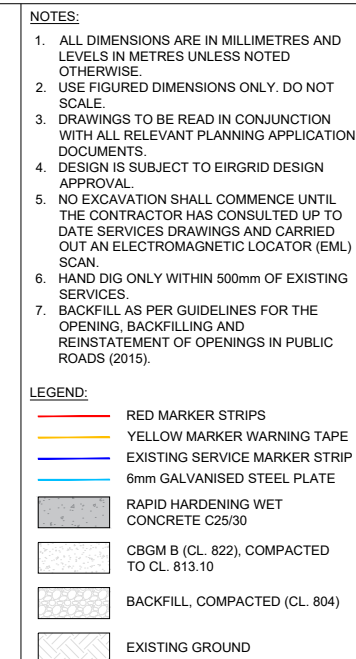 NOTES:
1. ALL DIMENSIONS ARE IN MILLIMETRES AND
LEVELS IN METRES UNLESS NOTED
OTHERWISE.
2. USE FIGURED DIMENSIONS ONLY. DO NOT
SCALE.
3. DRAWINGS TO BE READ IN CONJUNCTION
WITH ALL RELEVANT PLANNING APPLICATION
DOCUMENTS.
4. DESIGN IS SUBJECT TO EIRGRID DESIGN
APPROVAL.
5. NO EXCAVATION SHALL COMMENCE UNTIL
THE CONTRACTOR HAS CONSULTED UP TO
DATE SERVICES DRAWINGS AND CARRIED
OUT AN ELECTROMAGNETIC LOCATOR (EML)
SCAN.
6. HAND DIG ONLY WITHIN 500mm OF EXISTING
SERVICES.
7. BACKFILL AS PER GUIDELINES FOR THE
OPENING, BACKFILLING AND
REINSTATEMENT OF OPENINGS IN PUBLIC
ROADS (2015).
LEGEND:
RED MARKER STRIPS
YELLOW MARKER WARNING TAPE
EXISTING SERVICE MARKER STRIP
6mm GALVANISED STEEL PLATE
RAPID HARDENING WET
CONCRETE C25/30
CBGM B (CL. 822), COMPACTED
TO CL. 813.10
BACKFILL, COMPACTED (CL. 804)
EXISTING GROUND